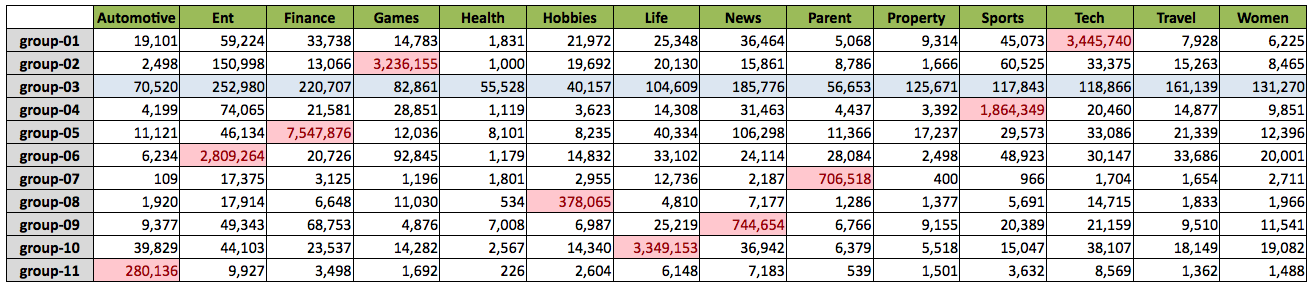 Automotive Ent Finance Games Health Hobbies Life News Parent Property Sports Tech Travel Women
group-01 19,101 59,224 33,738 14,783 1,831 21,972 25,348 36,464 5,068 9,314 45,073 3,445,740 7,928 6,225
group-02 2,498 150,998 13,066 3,236,155 1,000 19,692 20,130 15,861 8,786 1,666 60,525 33,375 15,263 8,465
group-03 70,520 252,980 220,707 82,861 55,528 40,157 104,609 185,776 56,653 125,671 117,843 118,866 161,139 131,270
group-04 4,199 74,065 21,581 28,851 1,119 3,623 14,308 31,463 4,437 3,392 1,864,349 20,460 14,877 9,851
group-05 11,121 46,134 7,547,876 12,036 8,101 8,235 40,334 106,298 11,366 17,237 29,573 33,086 21,339 12,396
group-06 6,234 2,809,264 20,726 92,845 1,179 14,832 33,102 24,114 28,084 2,498 48,923 30,147 33,686 20,001
group-07 109 17,375 3,125 1,196 1,801 2,955 12,736 2,187 706,518 400 966 1,704 1,654 2,711
group-08 1,920 17,914 6,648 11,030 534 378,065 4,810 7,177 1,286 1,377 5,691 14,715 1,833 1,966
group-09 9,377 49,343 68,753 4,876 7,008 6,987 25,219 744,654 6,766 9,155 20,389 21,159 9,510 11,541
group-10 39,829 44,103 23,537 14,282 2,567 14,340 3,349,153 36,942 6,379 5,518 15,047 38,107 18,149 19,082
group-11 280,136 9,927 3,498 1,692 226 2,604 6,148 7,183 539 1,501 3,632 8,569 1,362 1,488